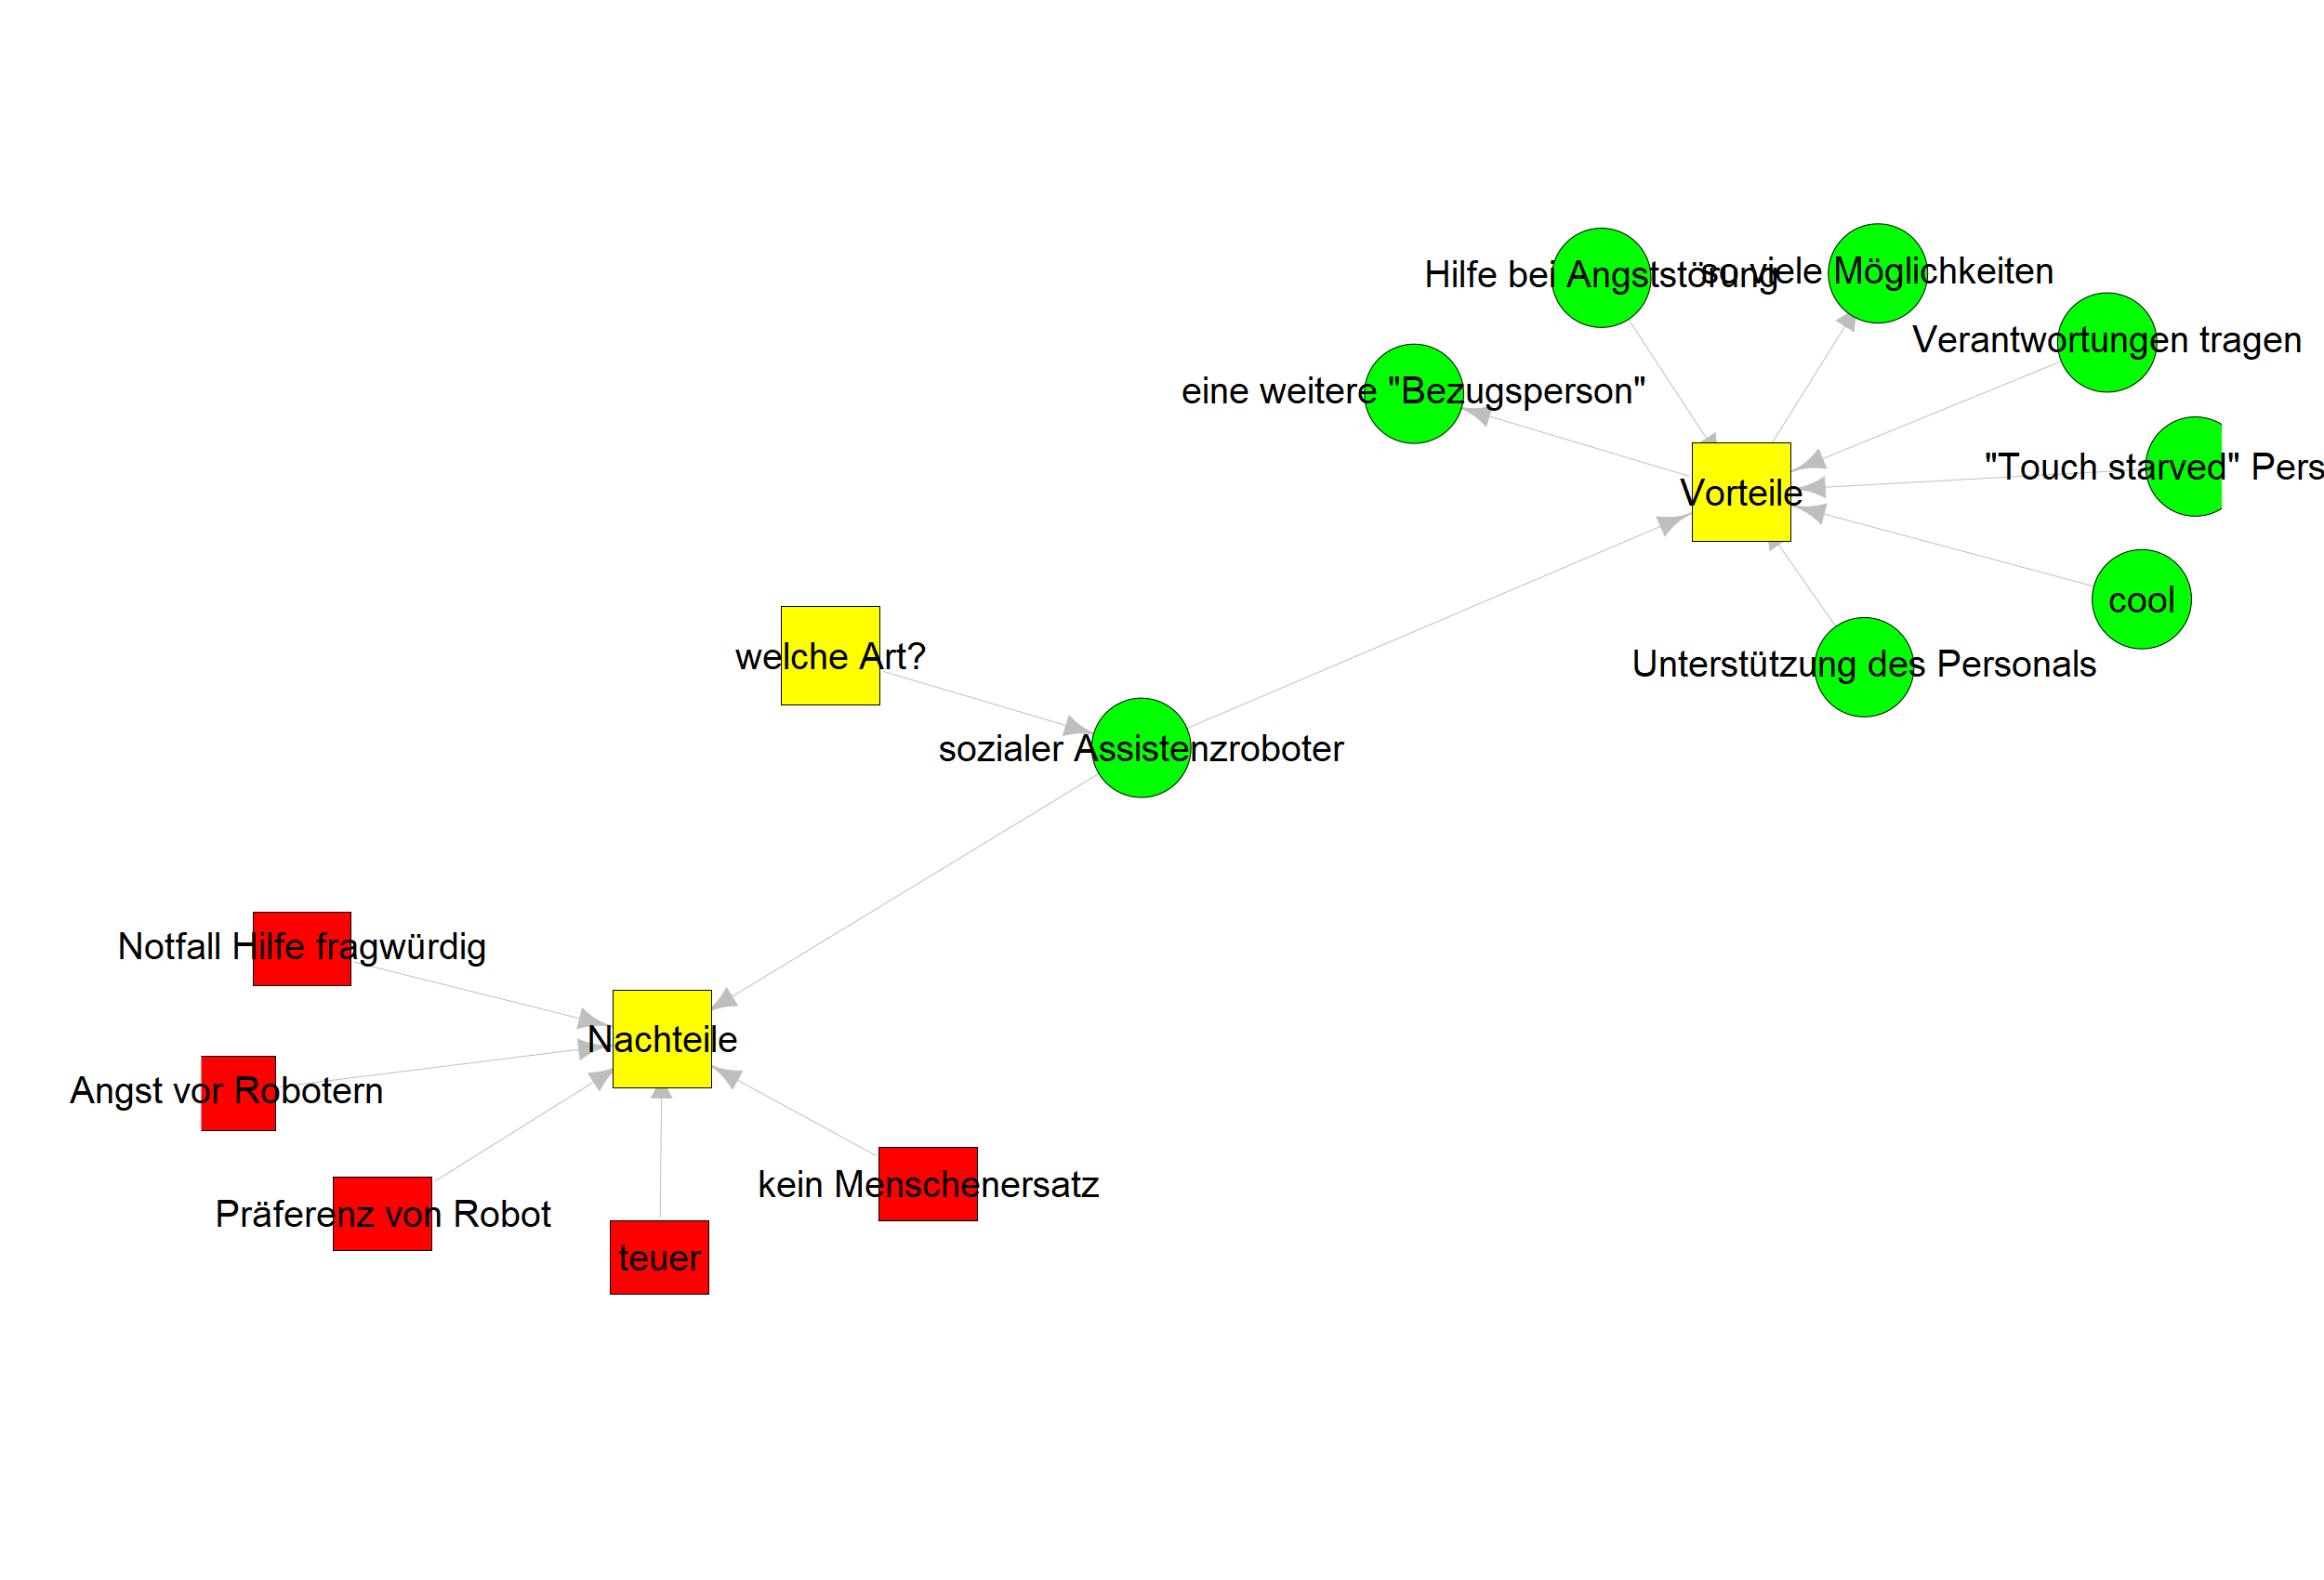 Hilfe bei Angststörung
so viele Möglichkeiten
Verantwortungen tragen
eine weitere "Bezugsperson"
"Touch starved" Pers
Vorteile
cool
welche Art?
Unterstützung des Personals
sozialer Assistenzroboter
Notfall Hilfe fragwürdig
Nachteile
Angst vor Robotern
kein Menschenersatz
Präferenz von Robot
teuer